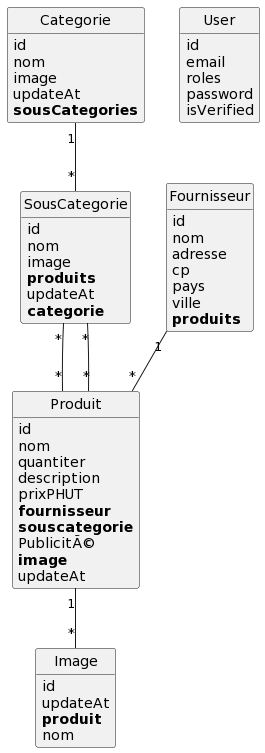 Categorie
id
nom
image
updateAt
sousCategories
User
id
email
roles
password
isVerified
1
*
SousCategorie
id
nom
image
produits
updateAt
categorie
Fournisseur
id
nom
adresse
cp
pays
ville
produits
* *
1
* * *
Produit
id
nom
quantiter
description
prixPHUT
fournisseur
souscategorie
PublicitÃ©
image
updateAt
1
*
Image
id
updateAt
produit
nom